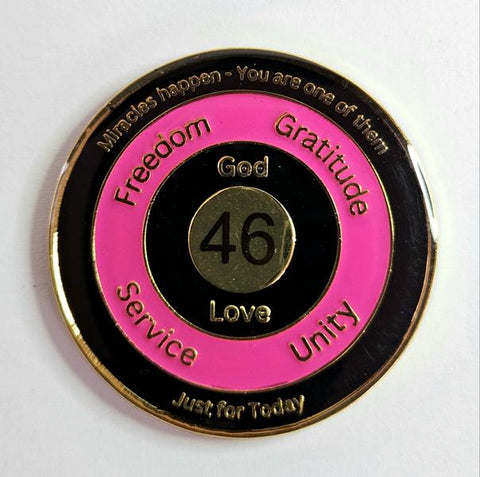 Miracles happen - You are one of them
Freedom
Gratitude
God
46
Love
Service
Unity
Just for Today